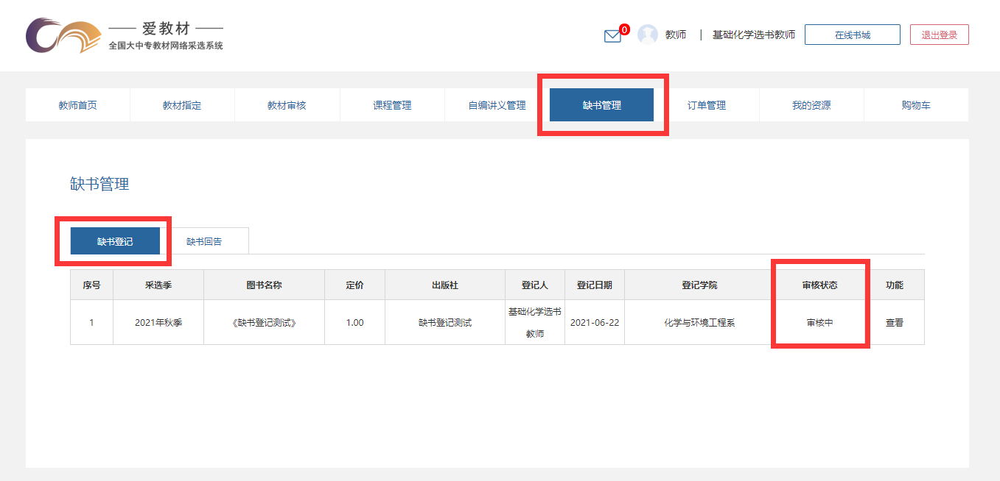 爱教材
全国大中专教材网络采选系统
0 教师 | 基础化学选书教师 在线书城 退出登录
教师首页 教材指定 教材审核 课程管理 自编讲义管理 缺书管理 订单管理 我的资源 购物车
缺书管理
缺书登记 缺书回告
序号 采选季 图书名称 定价 出版社 登记人 登记日期 登记学院 审核状态 功能
1 2021年秋季 《缺书登记测试》 1.00 缺书登记测试 基础化学选书教师 2021-06-22 化学与环境工程系 审核中 查看